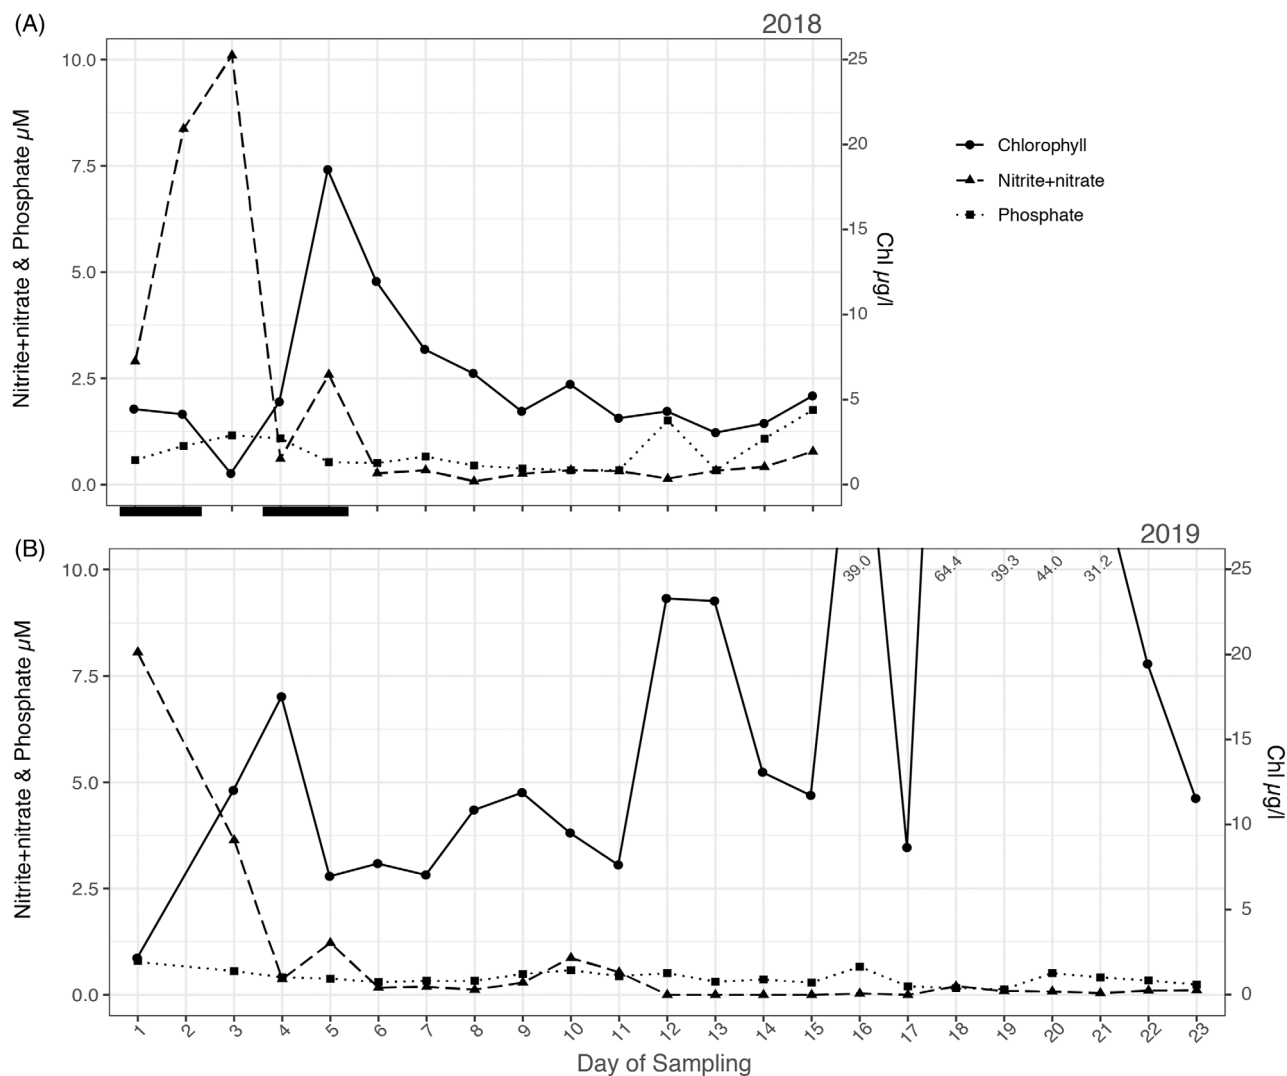 (A)
2018
10.0
7.5
5.0
2.5
0.0
Nitrite+nitrate & Phosphate µM
25
20
15
10
5
0
Chl µg/l
Chlorophyll
Nitrite+nitrate
Phosphate
(B)
2019
10.0
7.5
5.0
2.5
0.0
Nitrite+nitrate & Phosphate µM
39.0
64.4
39.3
44.0
31.2
25
20
15
10
5
0
Chl µg/l
1 2 3 4 5 6 7 8 9 10 11 12 13 14 15 16 17 18 19 20 21 22 23
Day of Sampling